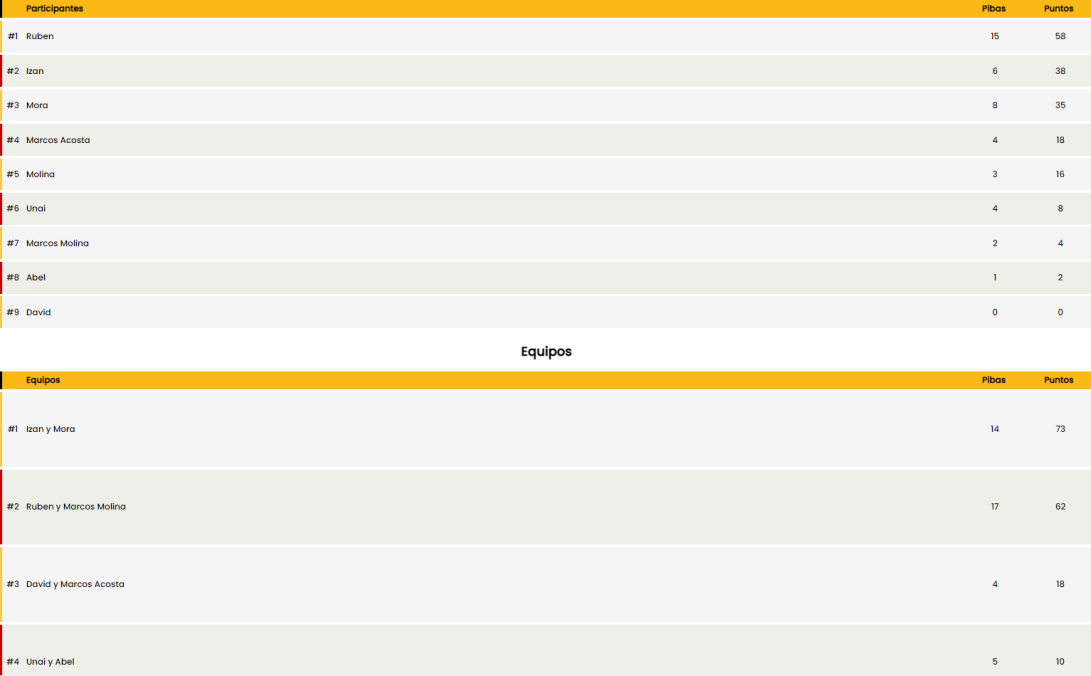 Participantes Pibas Puntos
#1 Ruben 15 58
#2 Izan 6 38
#3 Mora 8 35
#4 Marcos Acosta 4 18
#5 Molina 3 16
#6 Unai 4 8
#7 Marcos Molina 2 4
#8 Abel 1 2
#9 David 0 0
Equipos
Equipos Pibas Puntos
#1 Izan y Mora 14 73
#2 Ruben y Marcos Molina 17 62
#3 David y Marcos Acosta 4 18
#4 Unai y Abel 5 10